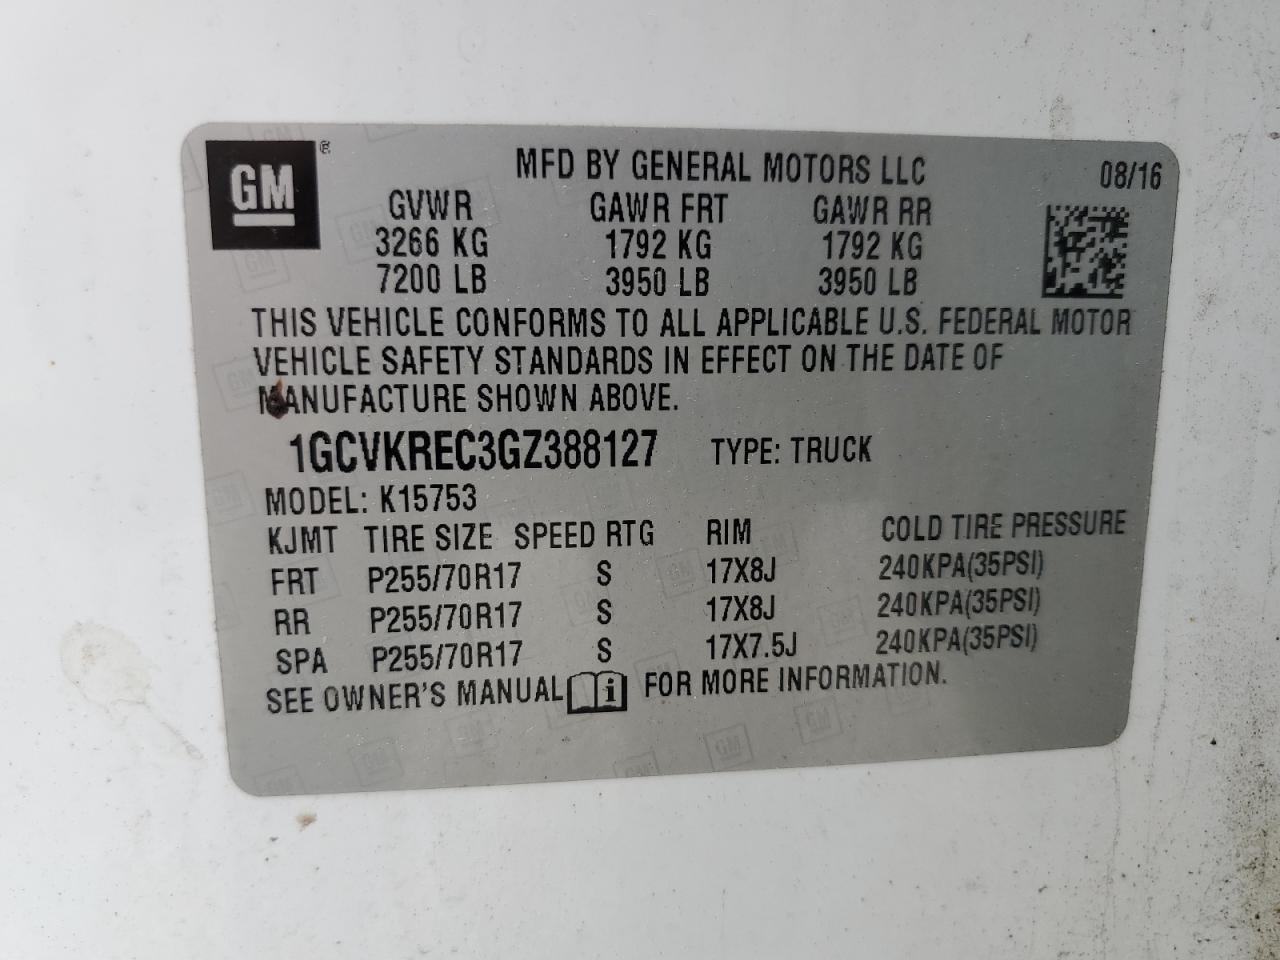 GM ®
MFD BY GENERAL MOTORS LLC 08/16
GVWR GAWR FRT GAWR RR
3266 KG 1792 KG 1792 KG
7200 LB 3950 LB 3950 LB
THIS VEHICLE CONFORMS TO ALL APPLICABLE U.S. FEDERAL MOTOR
VEHICLE SAFETY STANDARDS IN EFFECT ON THE DATE OF
MANUFACTURE SHOWN ABOVE.
1GCVKREC3GZ388127 TYPE: TRUCK
MODEL: K15753
KJMT TIRE SIZE SPEED RTG RIM COLD TIRE PRESSURE
FRT P255/70R17 S 17X8J 240KPA(35PSI)
RR P255/70R17 S 17X8J 240KPA(35PSI)
SPA P255/70R17 S 17X7.5J 240KPA(35PSI)
SEE OWNER'S MANUAL i FOR MORE INFORMATION.